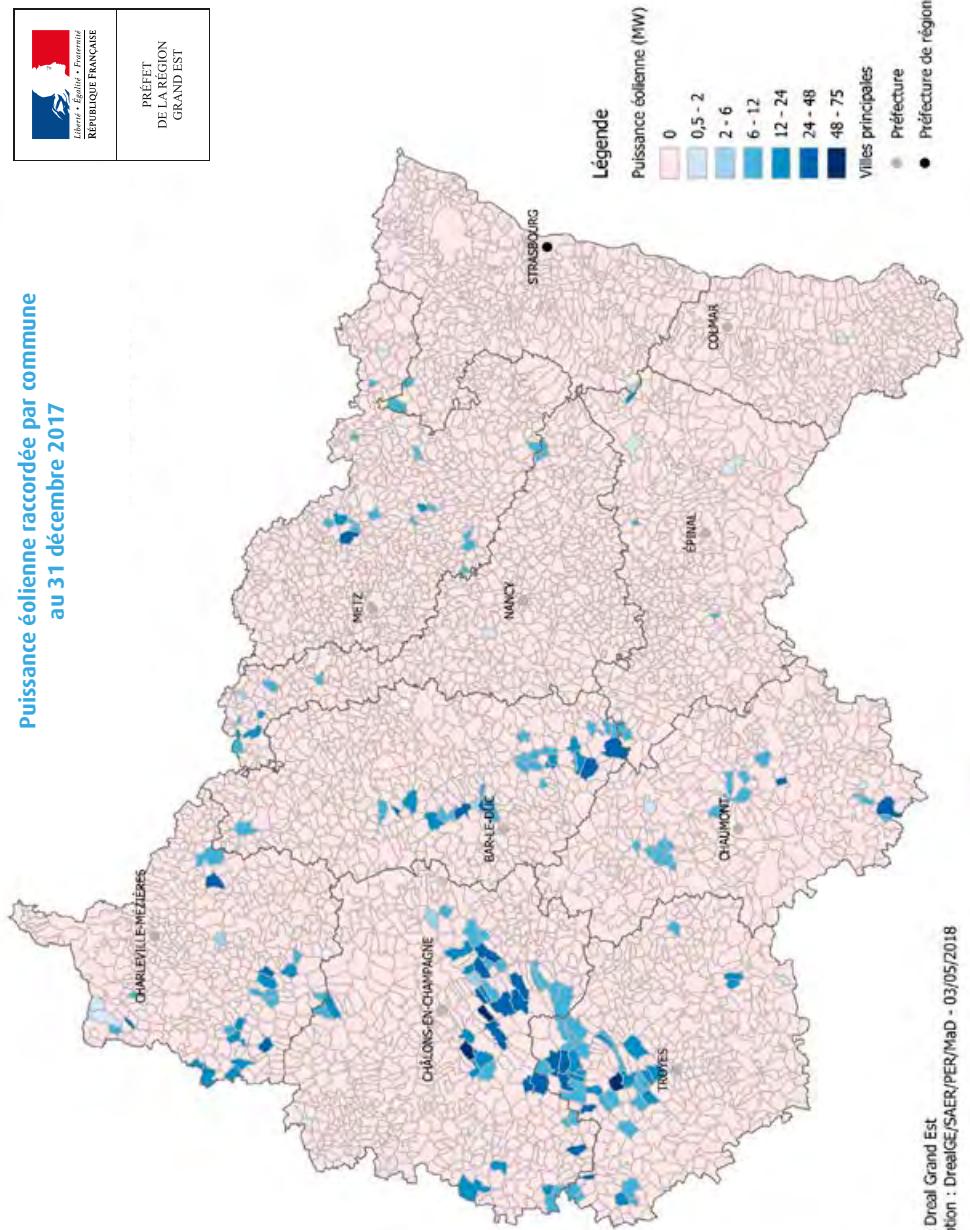 Liberté • Égalité • Fraternité
RÉPUBLIQUE FRANÇAISE
PRÉFET
DE LA RÉGION
GRAND EST
Puissance éolienne raccordée par commune
au 31 décembre 2017
CHARLEVILLE-MÉZIÈRES
METZ
CHÂLONS-EN-CHAMPAGNE
BAR-LE-DUC
NANCY
STRASBOURG
TROYES
CHAUMONT
ÉPINAL
COLMAR
Légende
Puissance éolienne (MW)
0
0,5 - 2
2 - 6
6 - 12
12 - 24
24 - 48
48 - 75
Villes principales
Préfecture
Préfecture de région
Dreal Grand Est
ption : DrealGE/SAER/PER/MaD - 03/05/2018